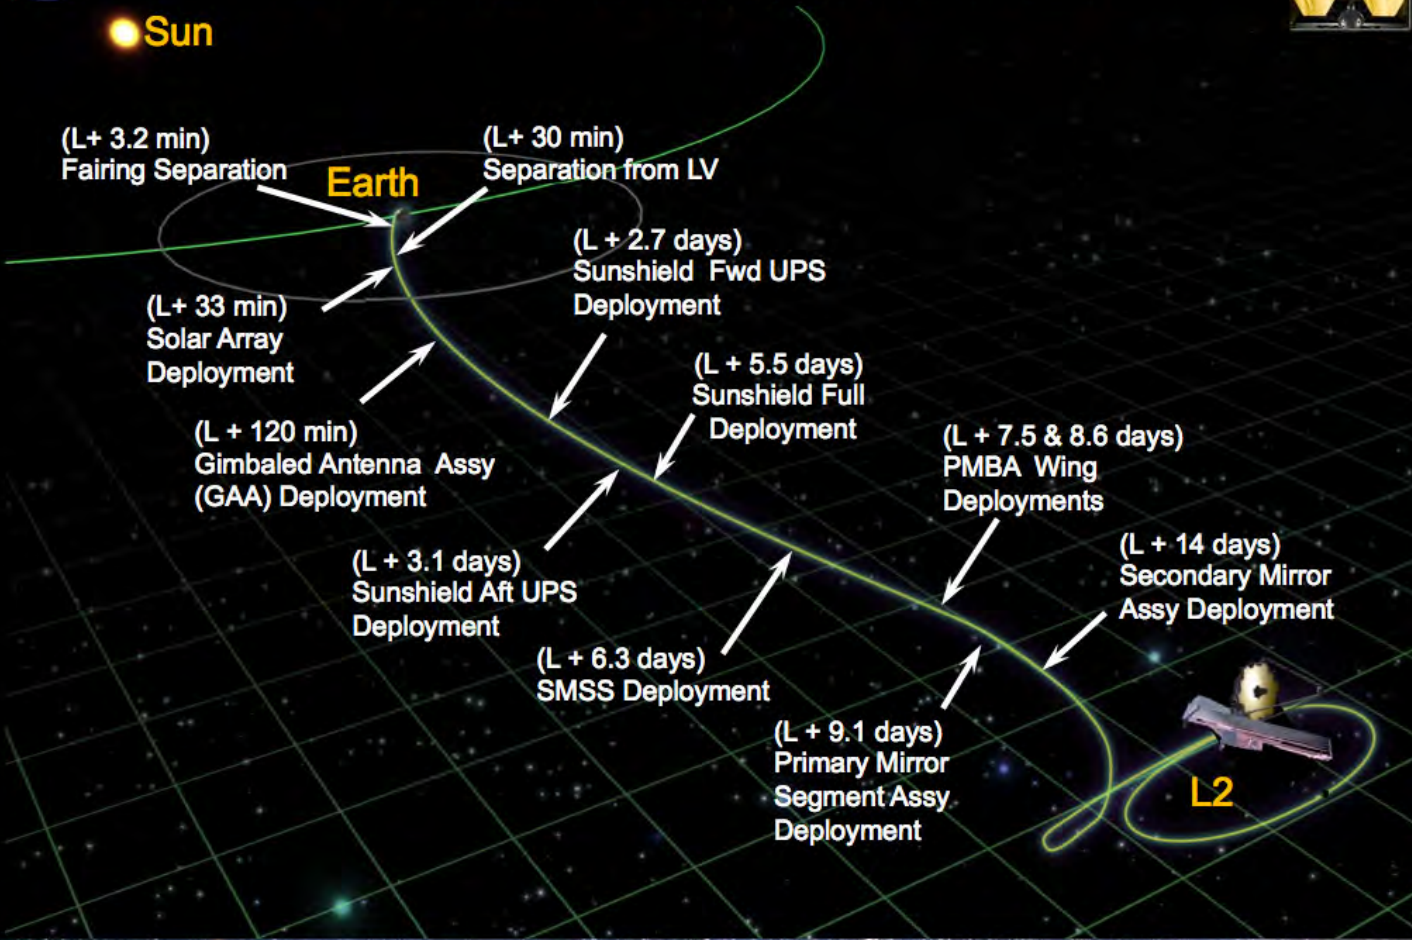 Sun
(L+ 3.2 min)
Fairing Separation
Earth
(L+ 30 min)
Separation from LV
(L + 2.7 days)
Sunshield Fwd UPS
Deployment
(L+ 33 min)
Solar Array
Deployment
(L + 5.5 days)
Sunshield Full
Deployment
(L + 120 min)
Gimbaled Antenna Assy
(GAA) Deployment
(L + 7.5 & 8.6 days)
PMBA Wing
Deployments
(L + 3.1 days)
Sunshield Aft UPS
Deployment
(L + 14 days)
Secondary Mirror
Assy Deployment
(L + 6.3 days)
SMSS Deployment
(L + 9.1 days)
Primary Mirror
Segment Assy
Deployment
L2